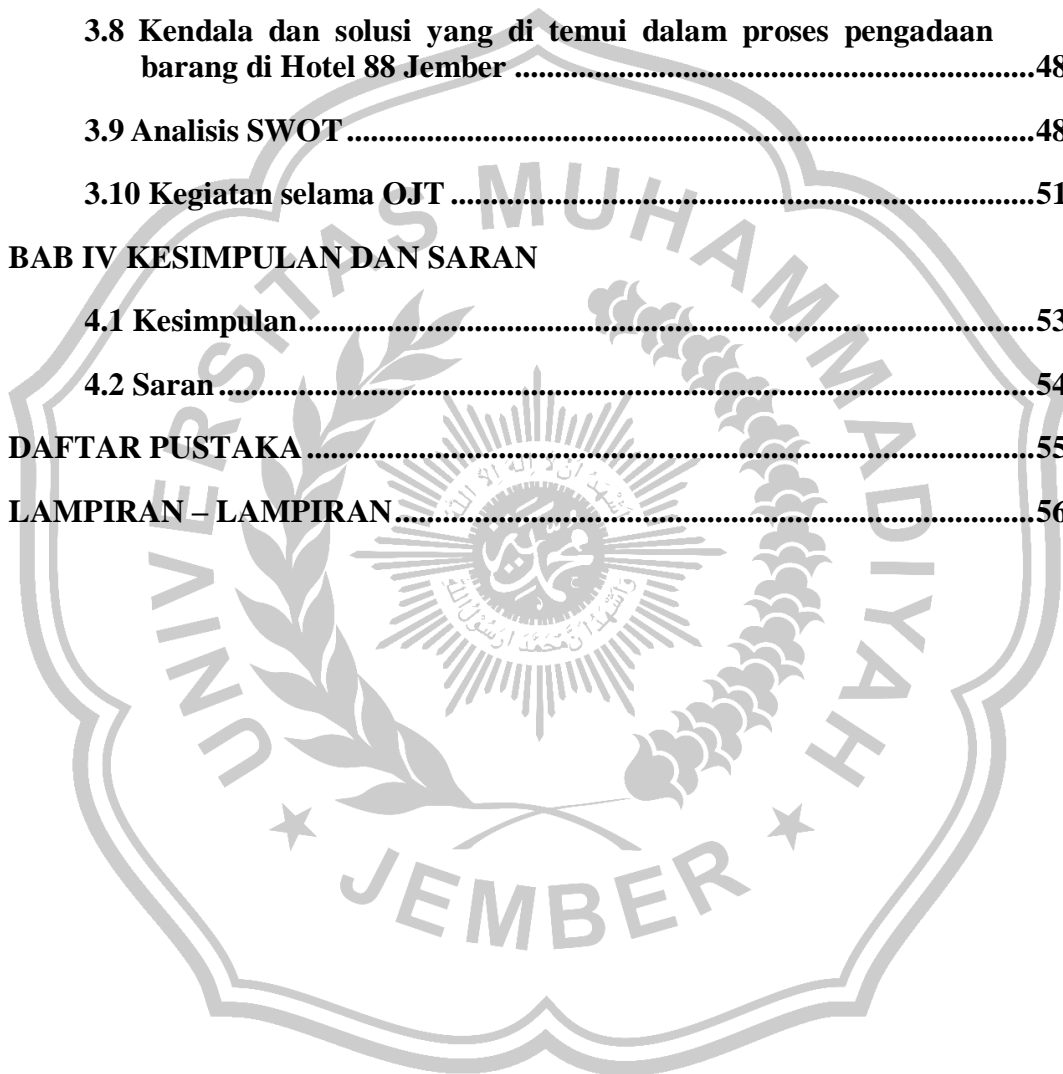 3.8 Kendala dan solusi yang di temui dalam proses pengadaan
barang di Hotel 88 Jember ....................................................................48
3.9 Analisis SWOT ............................................................................................48
3.10 Kegiatan selama OJT ..............................................................................51
BAB IV KESIMPULAN DAN SARAN
4.1 Kesimpulan...................................................................................................53
4.2 Saran ..............................................................................................................54
DAFTAR PUSTAKA ................................................................................................55
LAMPIRAN – LAMPIRAN.....................................................................................56
UNIVERSITAS MUHAMMADIYAH
JEMBER